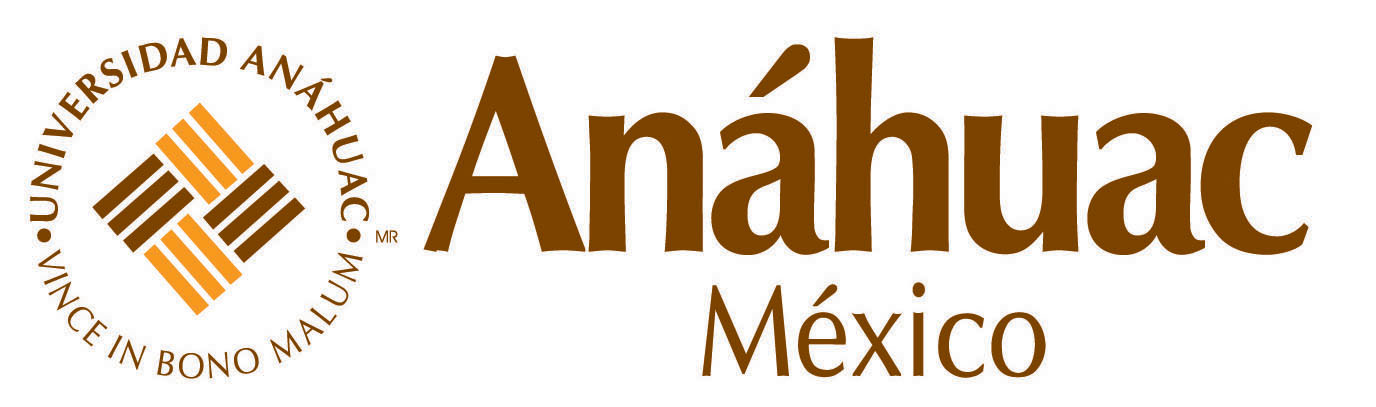 • UNIVERSIDAD ANÁHUAC •
VINCE IN BONO MALUM
MR
Anáhuac
México